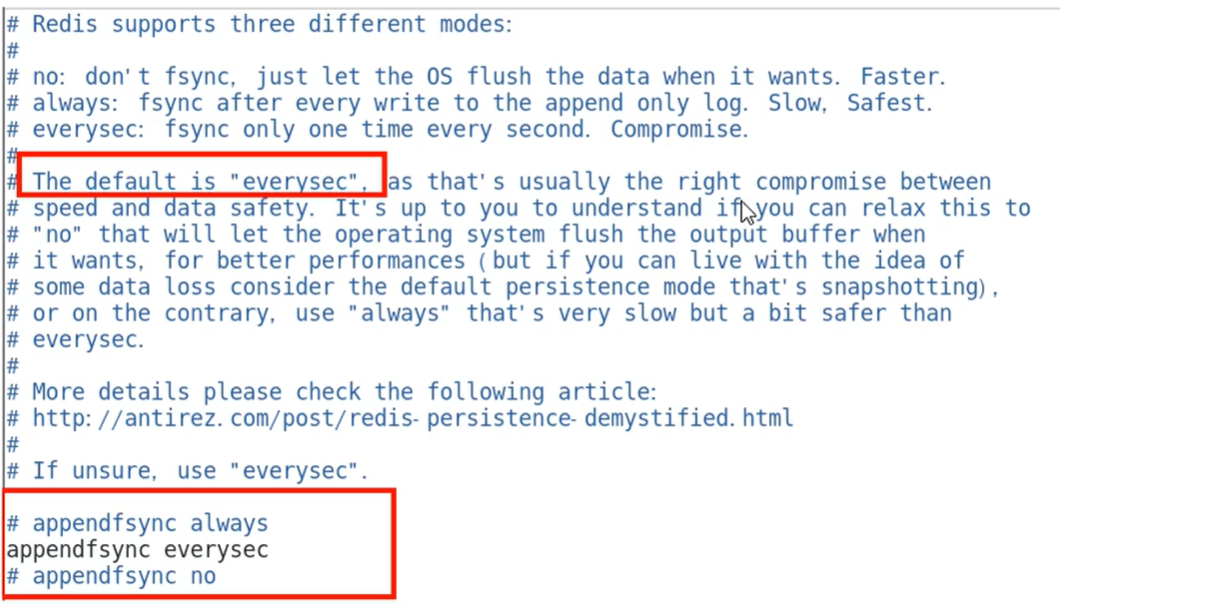 # Redis supports three different modes:
#
# no: don't fsync, just let the OS flush the data when it wants. Faster.
# always: fsync after every write to the append only log. Slow, Safest.
# everysec: fsync only one time every second. Compromise.
#
# The default is "everysec", as that's usually the right compromise between
# speed and data safety. It's up to you to understand if you can relax this to
# "no" that will let the operating system flush the output buffer when
# it wants, for better performances (but if you can live with the idea of
# some data loss consider the default persistence mode that's snapshotting),
# or on the contrary, use "always" that's very slow but a bit safer than
# everysec.
#
# More details please check the following article:
# http://antirez.com/post/redis-persistence-demystified.html
#
# If unsure, use "everysec".
# appendfsync always
appendfsync everysec
# appendfsync no